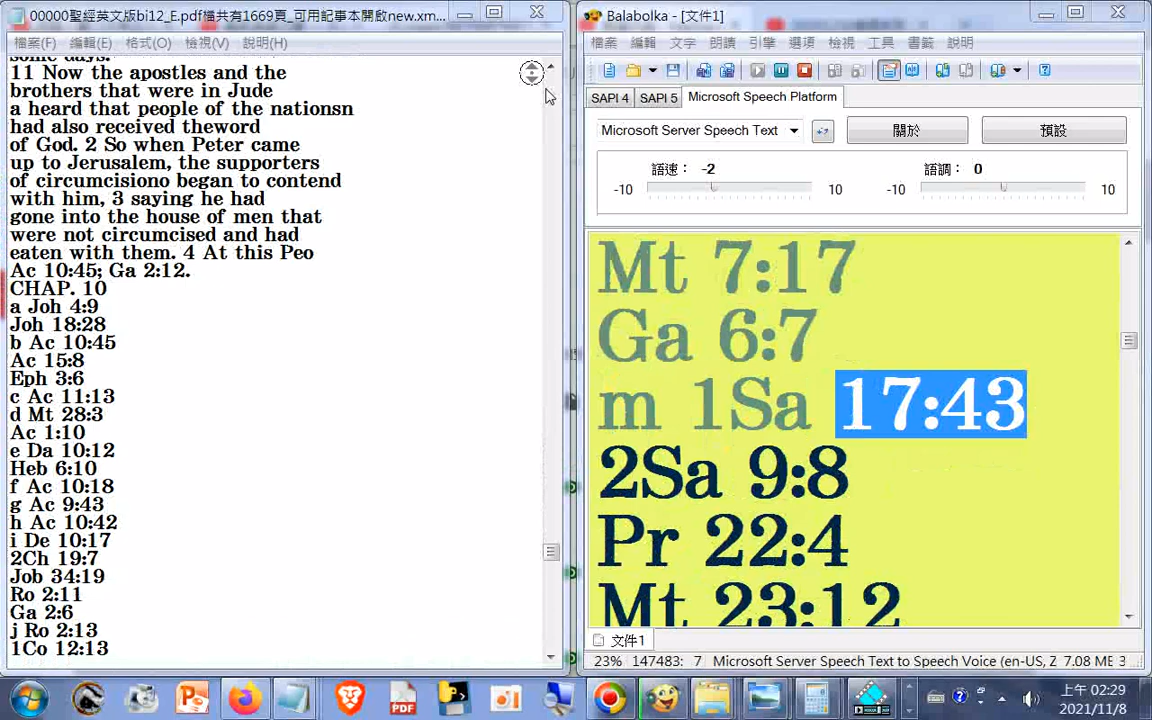 00000聖經英文版bi12_E.pdf檔共有1669頁_可用記事本開啟new.xm...
檔案(F) 編輯(E) 格式(O) 檢視(V) 說明(H)
some days.
11 Now the apostles and the
brothers that were in Jude
a heard that people of the nationsn
had also received theword
of God. 2 So when Peter came
up to Jerusalem, the supporters
of circumcisiono began to contend
with him, 3 saying he had
gone into the house of men that
were not circumcised and had
eaten with them. 4 At this Peo
Ac 10:45; Ga 2:12.
CHAP. 10
a Joh 4:9
Joh 18:28
b Ac 10:45
Ac 15:8
Eph 3:6
c Ac 11:13
d Mt 28:3
Ac 1:10
e Da 10:12
Heb 6:10
f Ac 10:18
g Ac 9:43
h Ac 10:42
i De 10:17
2Ch 19:7
Job 34:19
Ro 2:11
Ga 2:6
j Ro 2:13
1Co 12:13
Balabolka - [文件1]
檔案 編輯 文字 朗讀 引擎 選項 檢視 工具 書籤 說明
SAPI 4 SAPI 5 Microsoft Speech Platform
Microsoft Server Speech Text 關於 預設
語速： -2 語調： 0
-10 10 -10 10
Mt 7:17
Ga 6:7
m 1Sa 17:43
2Sa 9:8
Pr 22:4
Mt 23:12
文件1
23% 147483: 7 Microsoft Server Speech Text to Speech Voice (en-US, Z 7.08 ME 3
PDF
上午 02:29
2021/11/8